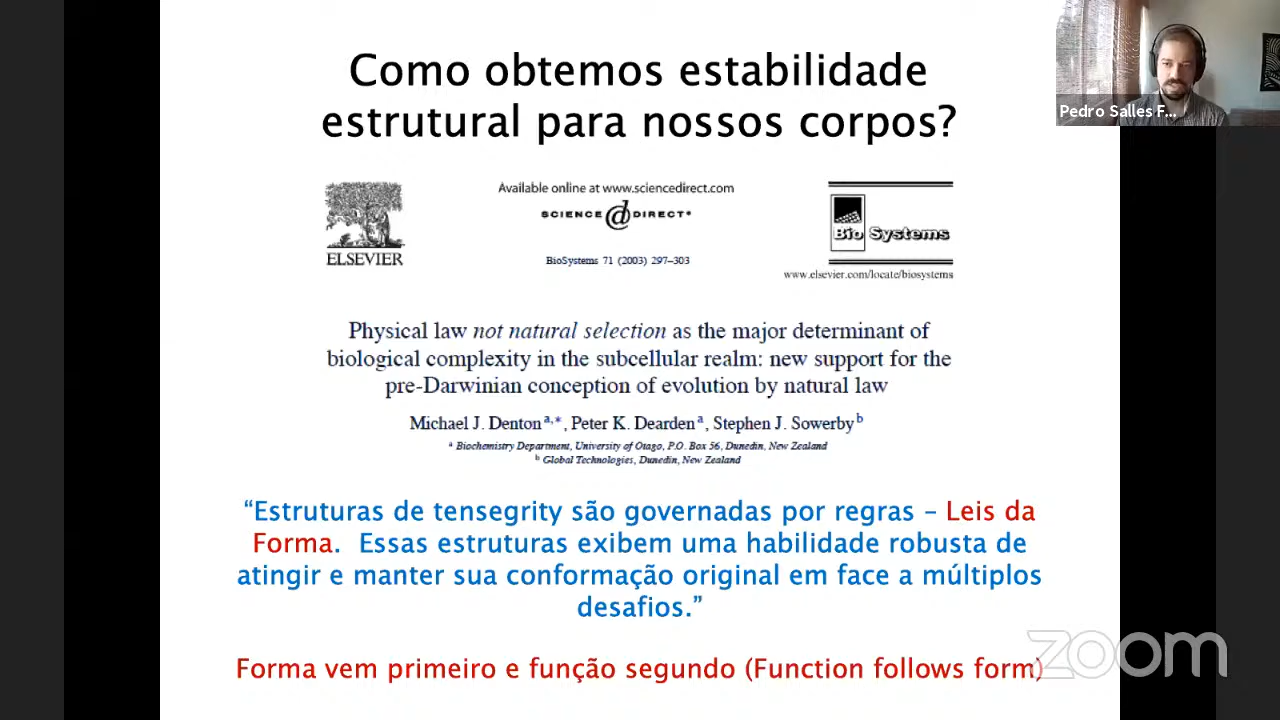 Como obtemos estabilidade
estrutural para nossos corpos?
Pedro Salles F...
ELSEVIER
Available online at www.sciencedirect.com
SCIENCE @ DIRECT®
BioSystems 71 (2003) 297–303
Bio Systems
www.elsevier.com/locate/biosystems
Physical law not natural selection as the major determinant of
biological complexity in the subcellular realm: new support for the
pre-Darwinian conception of evolution by natural law
Michael J. Denton a,*, Peter K. Dearden a, Stephen J. Sowerby b
a Biochemistry Department, University of Otago, P.O. Box 56, Dunedin, New Zealand
b Global Technologies, Dunedin, New Zealand
“Estruturas de tensegrity são governadas por regras – Leis da
Forma. Essas estruturas exibem uma habilidade robusta de
atingir e manter sua conformação original em face a múltiplos
desafios.”
Forma vem primeiro e função segundo (Function follows form)
zoom